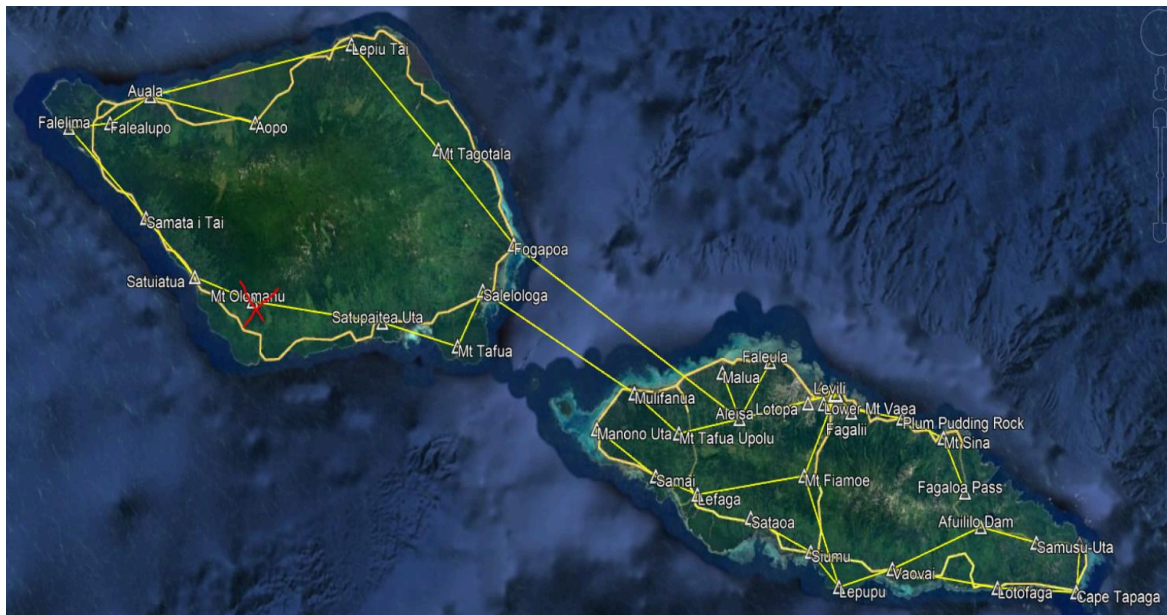 Lepiu Tai
Auala
Falelima
Falealupo
Aopo
Mt Tagotala
Samata i Tai
Fogapoa
Satuiatua
Mt Olomanu
Salelologa
Satupaitea Uta
Mt Tafua
Faleula
Malua
Mulifanua
Levili
Aleisa
Lotopa
Lower Mt Vaea
Fagalii
Plum Pudding Rock
Manono Uta
Mt Tafua Upolu
Mt Sina
Samai
Mt Fiamoe
Fagaloa Pass
Lefaga
Sataoa
Afuililo Dam
Siumu
Samusu-Uta
Vaovai
Lepupu
Lotofaga
Cape Tapaga